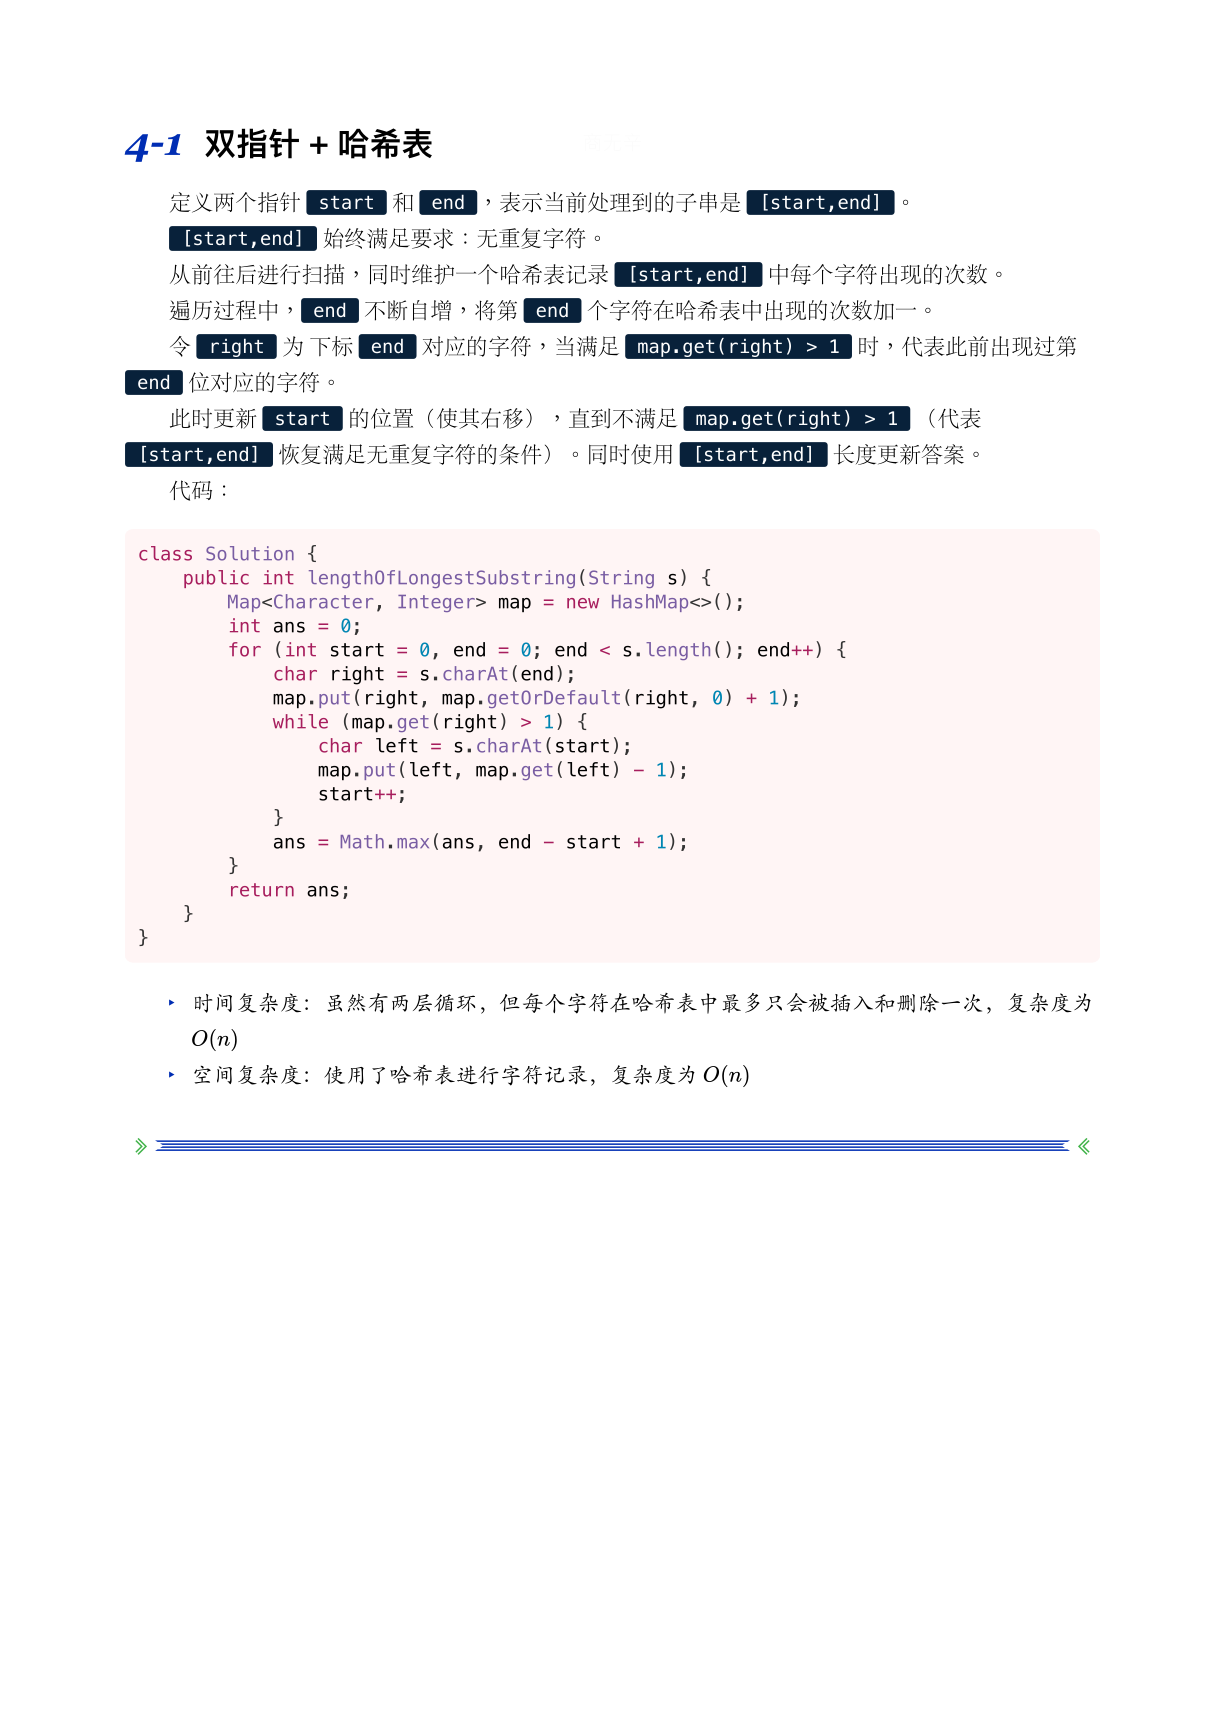 4-1 双指针 + 哈希表
定义两个指针 start 和 end ，表示当前处理到的子串是 [start,end] 。
[start,end] 始终满足要求：无重复字符。
从前往后进行扫描，同时维护一个哈希表记录 [start,end] 中每个字符出现的次数。
遍历过程中， end 不断自增，将第 end 个字符在哈希表中出现的次数加一。
令 right 为 下标 end 对应的字符，当满足 map.get(right) > 1 时，代表此前出现过第
end 位对应的字符。
此时更新 start 的位置（使其右移），直到不满足 map.get(right) > 1 （代表
[start,end] 恢复满足无重复字符的条件）。同时使用 [start,end] 长度更新答案。
代码：
class Solution {
    public int lengthOfLongestSubstring(String s) {
        Map<Character, Integer> map = new HashMap<>();
        int ans = 0;
        for (int start = 0, end = 0; end < s.length(); end++) {
            char right = s.charAt(end);
            map.put(right, map.getOrDefault(right, 0) + 1);
            while (map.get(right) > 1) {
                char left = s.charAt(start);
                map.put(left, map.get(left) - 1);
                start++;
            }
            ans = Math.max(ans, end - start + 1);
        }
        return ans;
    }
}
‣ 时间复杂度：虽然有两层循环，但每个字符在哈希表中最多只会被插入和删除一次，复杂度为
O(n)
‣ 空间复杂度：使用了哈希表进行字符记录，复杂度为 O(n)